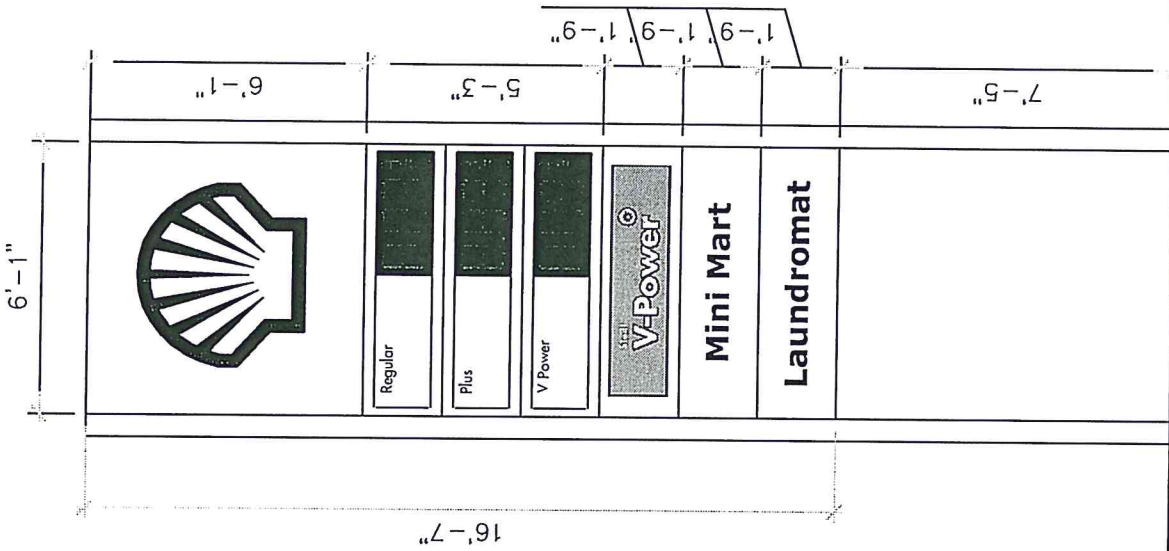 6'-1"
6'-1"
5'-3"
1'-9"
1'-9"
1'-9"
7'-5"
16'-7"
Regular
Plus
V Power
V-Power
Mini Mart
Laundromat